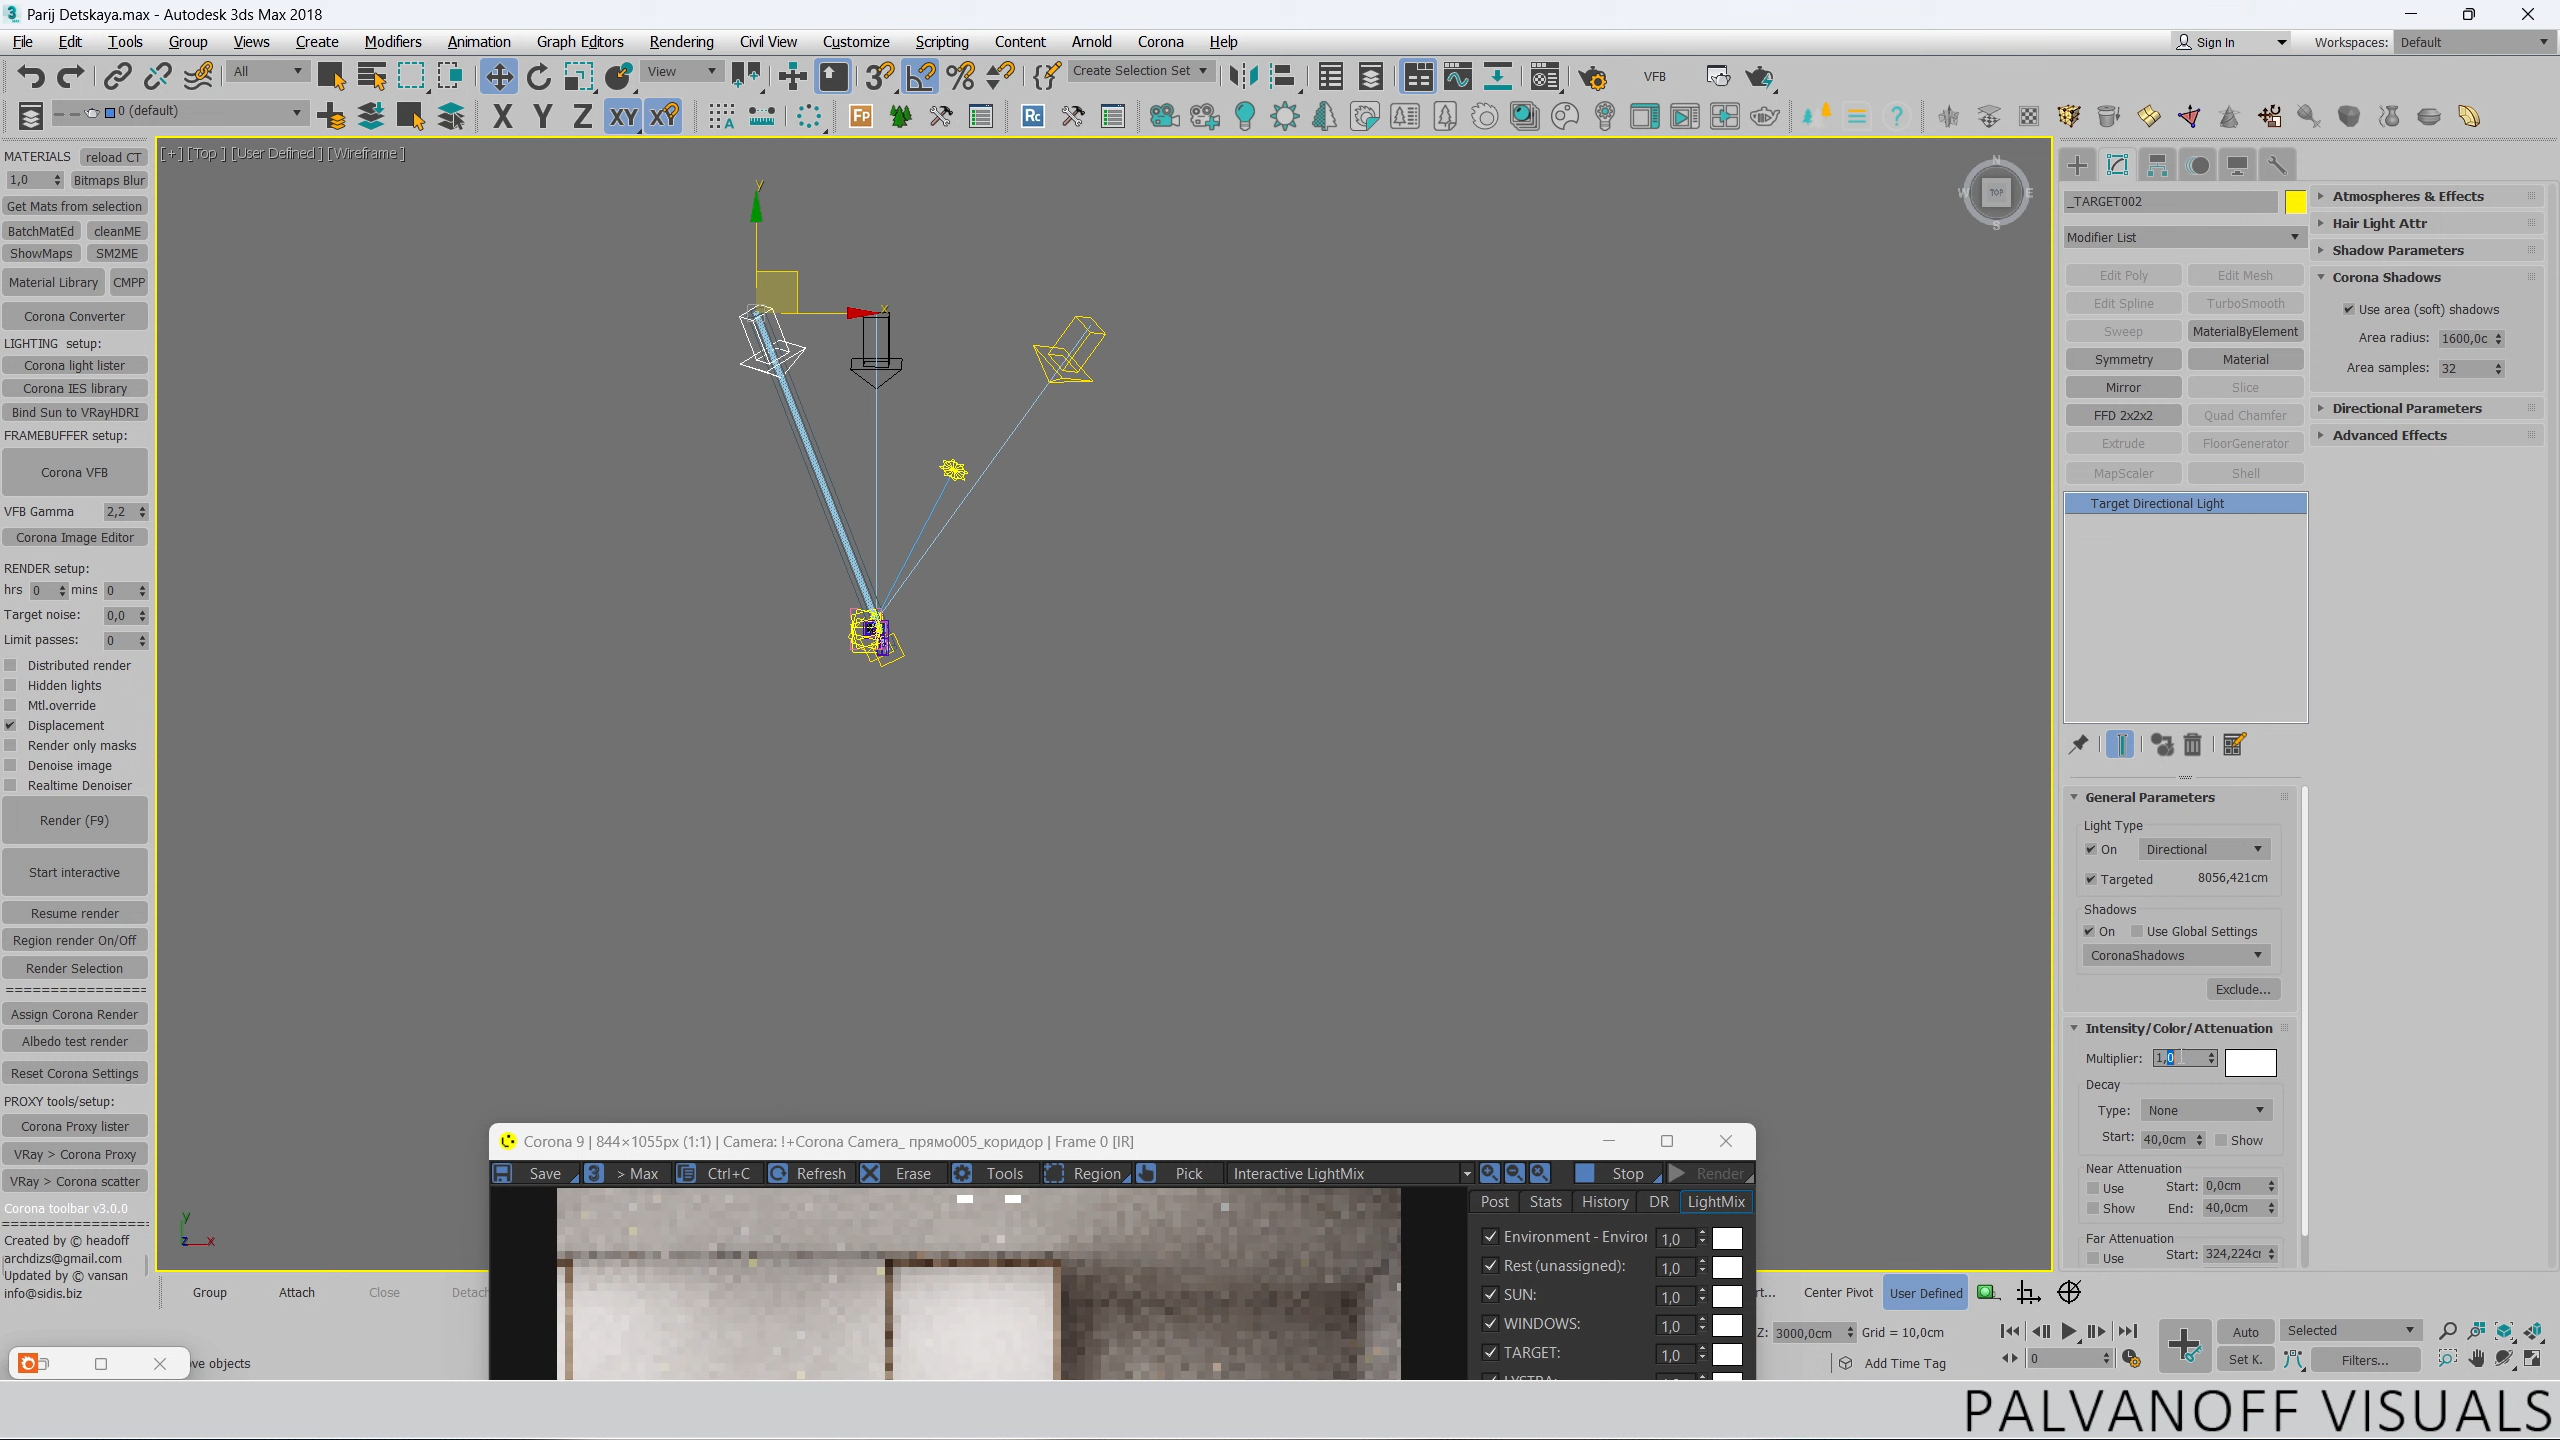 Parij Detskaya.max - Autodesk 3ds Max 2018
File Edit Tools Group Views Create Modifiers Animation Graph Editors Rendering Civil View Customize Scripting Content Arnold Corona Help
Sign In Workspaces: Default
All View Create Selection Set VFB
0 (default) X Y Z XY XY Fp Rc
MATERIALS reload CT
1,0 Bitmaps Blur
Get Mats from selection
BatchMatEd cleanME
ShowMaps SM2ME
Material Library CMPP
Corona Converter
LIGHTING setup:
Corona light lister
Corona IES library
Bind Sun to VRayHDRI
FRAMEBUFFER setup:
Corona VFB
VFB Gamma 2,2
Corona Image Editor
RENDER setup:
hrs 0 mins 0
Target noise: 0,0
Limit passes: 0
Distributed render
Hidden lights
Mtl.override
Displacement
Render only masks
Denoise image
Realtime Denoiser
Render (F9)
Start interactive
Resume render
Region render On/Off
Render Selection
================
Assign Corona Render
Albedo test render
Reset Corona Settings
PROXY tools/setup:
Corona Proxy lister
VRay > Corona Proxy
VRay > Corona scatter
Corona toolbar v3.0.0
================
Created by © headoff
archdizs@gmail.com
Updated by © vansan
info@sidis.biz
[+] [Top ] [User Defined ] [Wireframe ]
y
x
N
W TOP E
S
y
z x
_TARGET002
Modifier List
Edit Poly Edit Mesh
Edit Spline TurboSmooth
Sweep MaterialByElement
Symmetry Material
Mirror Slice
FFD 2x2x2 Quad Chamfer
Extrude FloorGenerator
MapScaler Shell
Target Directional Light
General Parameters
Light Type
On Directional
Targeted 8056,421cm
Shadows
On Use Global Settings
CoronaShadows
Exclude...
Intensity/Color/Attenuation
Multiplier: 1,0
Decay
Type: None
Start: 40,0cm Show
Near Attenuation
Use Start: 0,0cm
Show End: 40,0cm
Far Attenuation
Use Start: 324,224cm
Atmospheres & Effects
Hair Light Attr
Shadow Parameters
Corona Shadows
Use area (soft) shadows
Area radius: 1600,0c
Area samples: 32
Directional Parameters
Advanced Effects
Corona 9 | 844×1055px (1:1) | Camera: !+Corona Camera_ прямо005_коридор | Frame 0 [IR]
Save > Max Ctrl+C Refresh Erase Tools Region Pick Interactive LightMix Stop Render
Post Stats History DR LightMix
Environment - Enviro 1,0
Rest (unassigned): 1,0
SUN: 1,0
WINDOWS: 1,0
TARGET: 1,0
Group Attach Close Detach
Center Pivot User Defined
Z: 3000,0cm Grid = 10,0cm
Add Time Tag
ve objects
Auto Selected
0 Set K. Filters...
PALVANOFF VISUALS